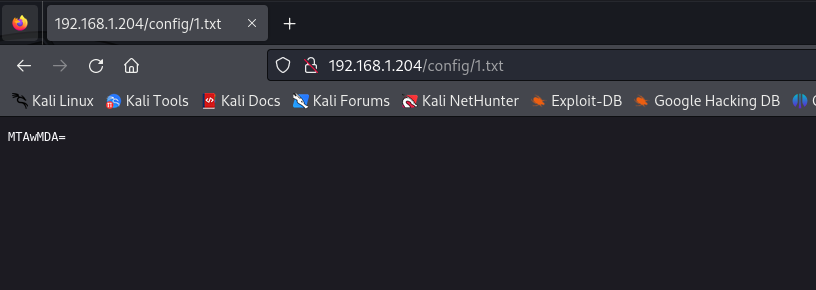 192.168.1.204/config/1.txt
192.168.1.204/config/1.txt
Kali Linux Kali Tools Kali Docs Kali Forums Kali NetHunter Exploit-DB Google Hacking DB
MTAwMDA=